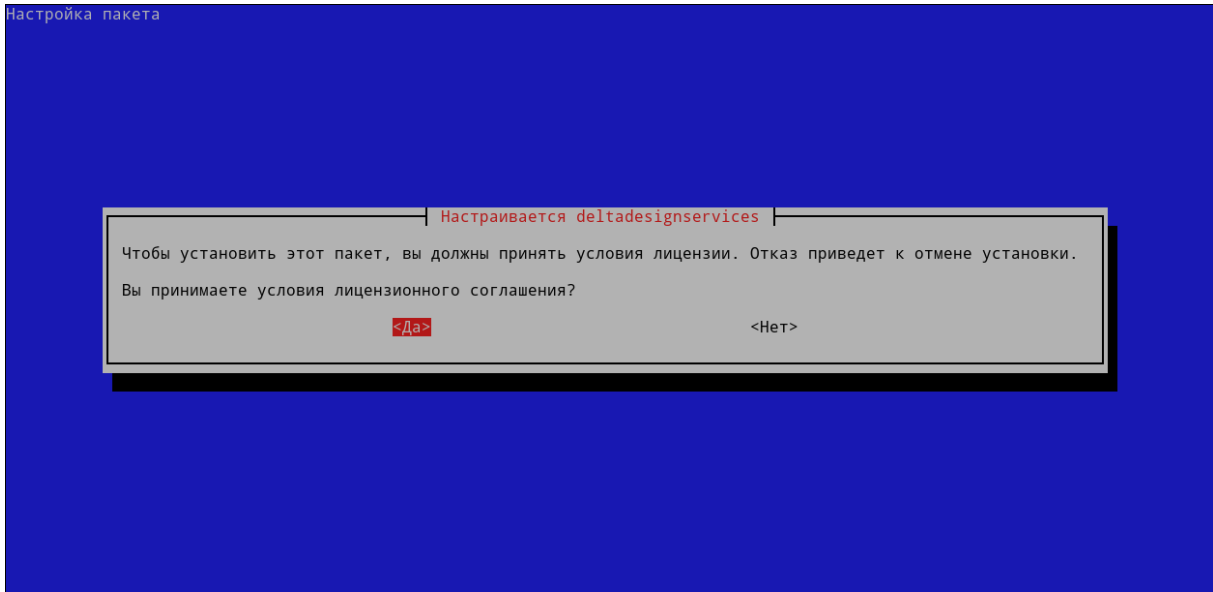 Настройка пакета
Настраивается deltadesignservices
Чтобы установить этот пакет, вы должны принять условия лицензии. Отказ приведет к отмене установки.
Вы принимаете условия лицензионного соглашения?
<Да> <Нет>